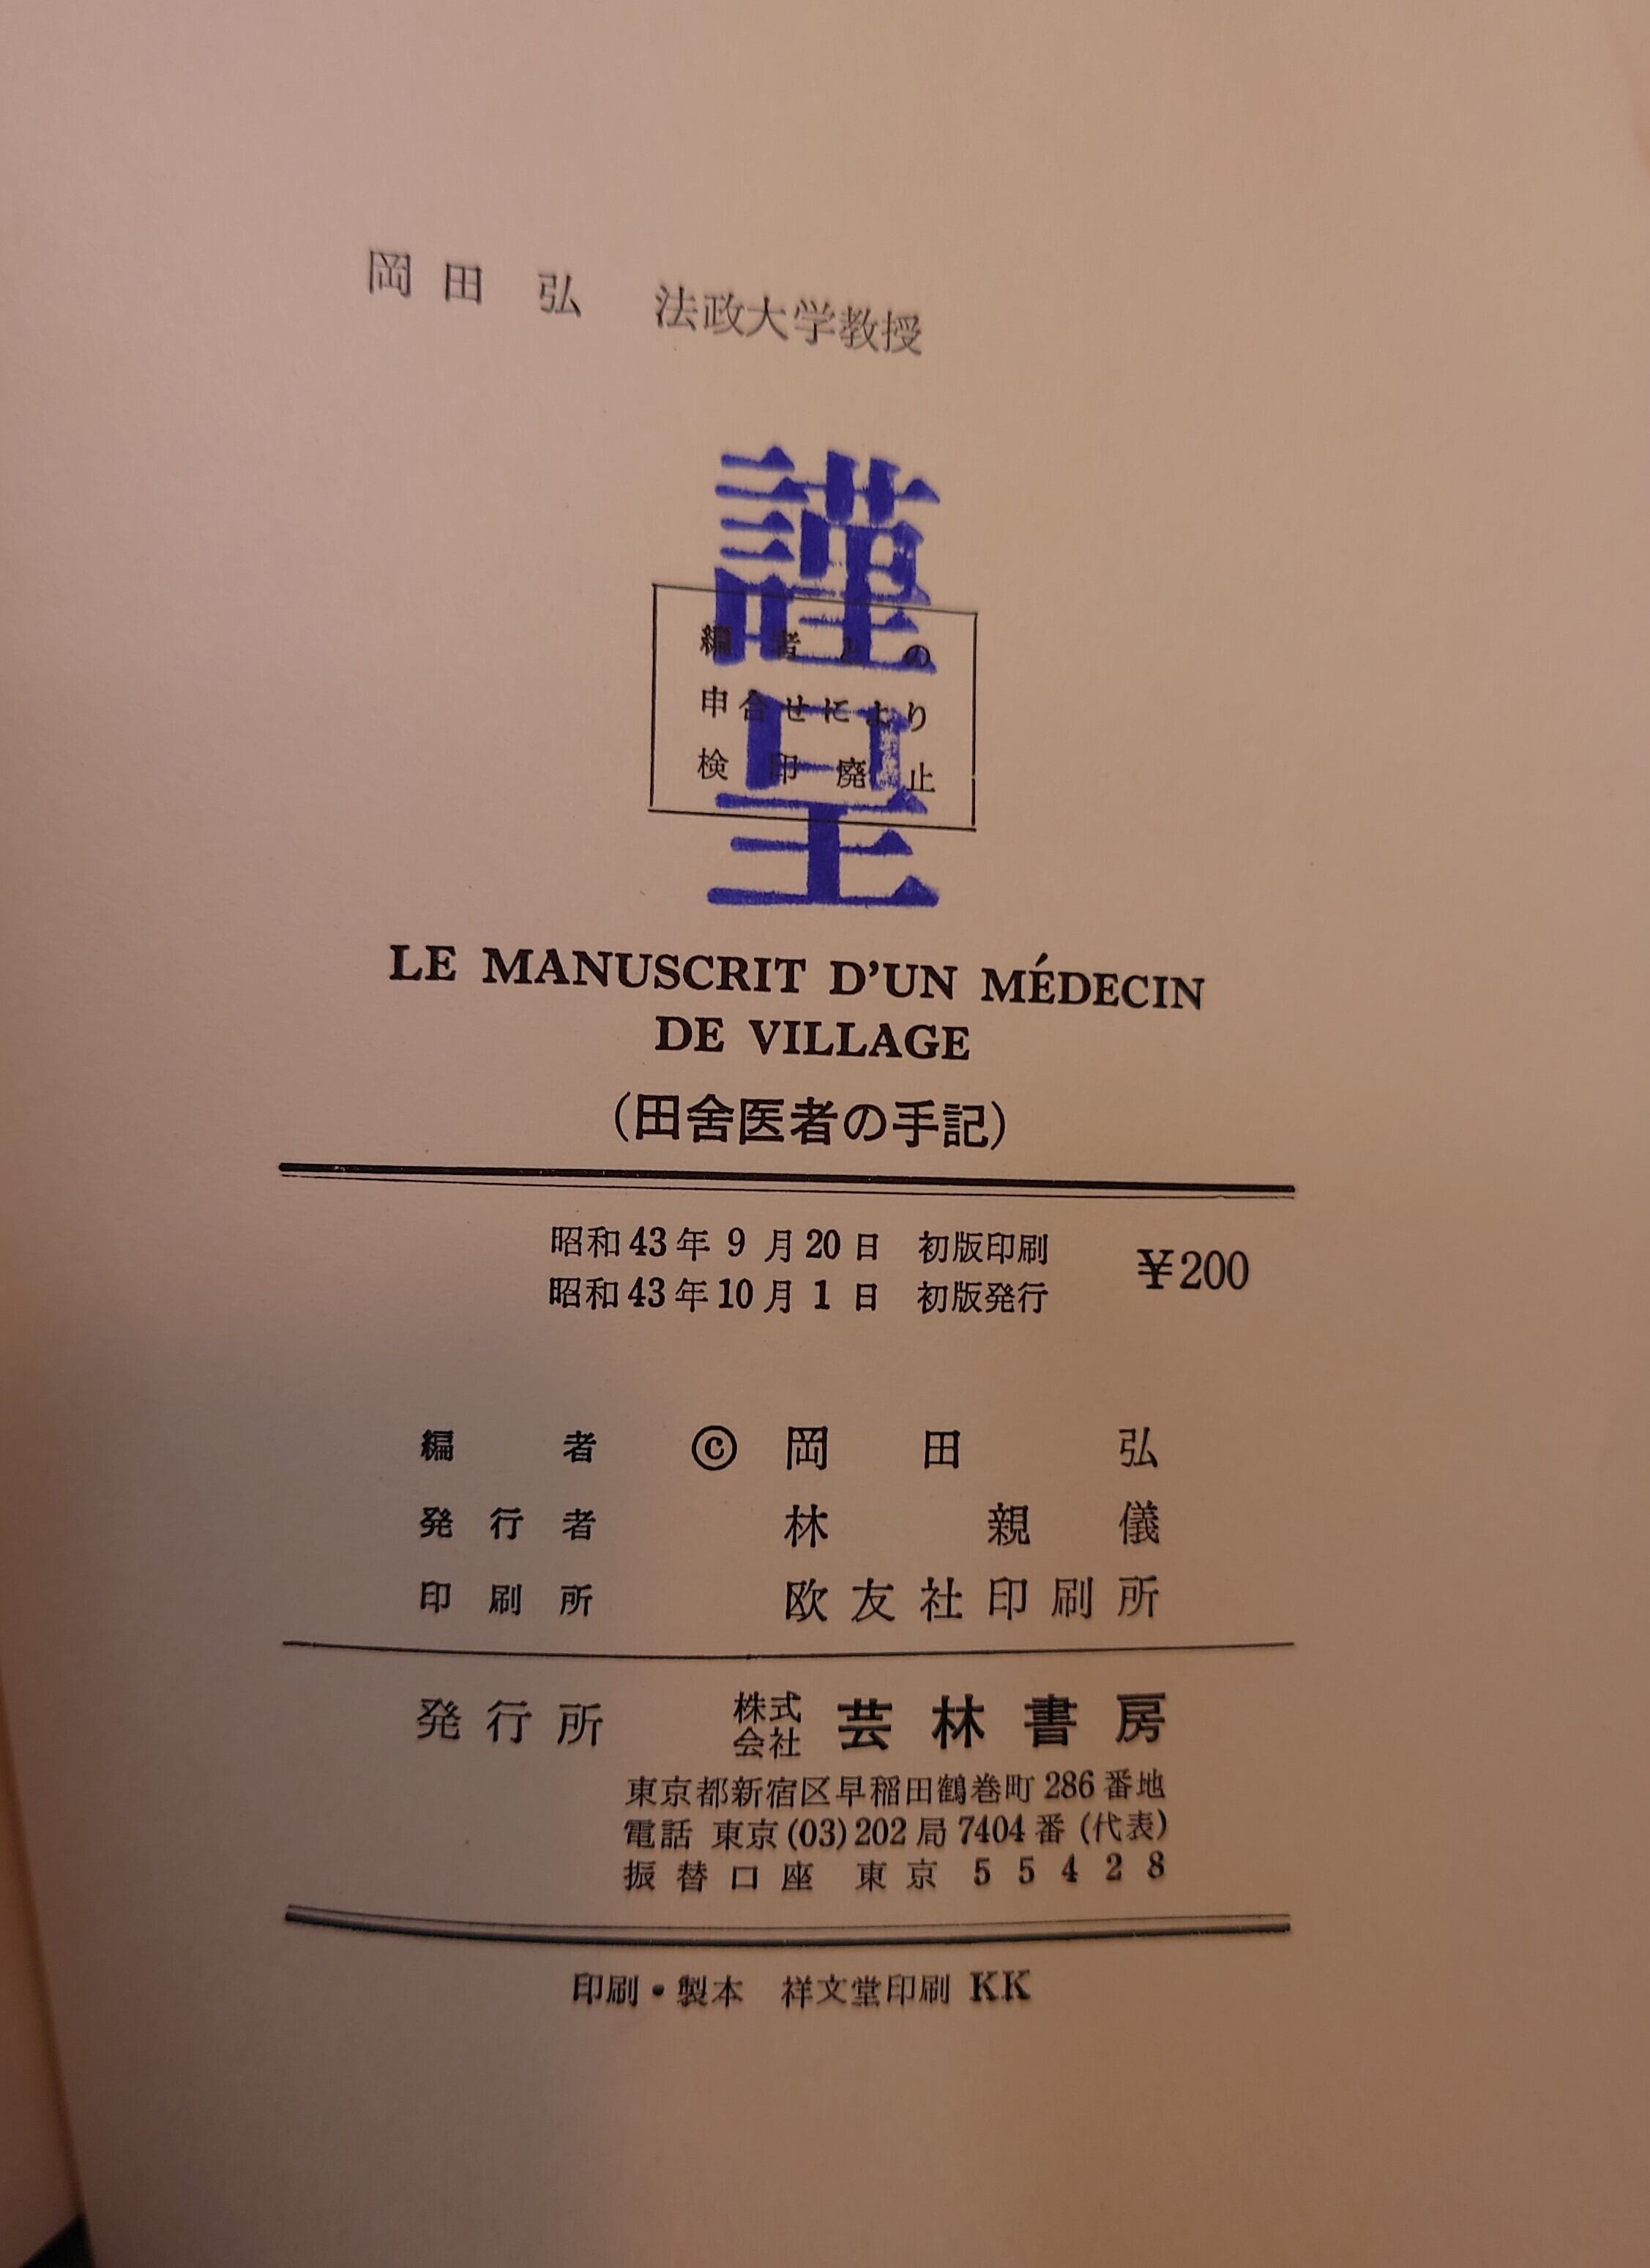 岡田 弘 法政大学教授
謹呈
編者との
申合せにより
検印廃止
LE MANUSCRIT D'UN MÉDECIN
DE VILLAGE
(田舎医者の手記)
昭和43年9月20日 初版印刷
昭和43年10月1日 初版発行
¥200
編者 © 岡田弘
発行者 林親儀
印刷所 欧友社印刷所
発行所 株式会社 芸林書房
東京都新宿区早稲田鶴巻町286番地
電話 東京(03)202局7404番(代表)
振替口座 東京 55428
印刷・製本 祥文堂印刷KK